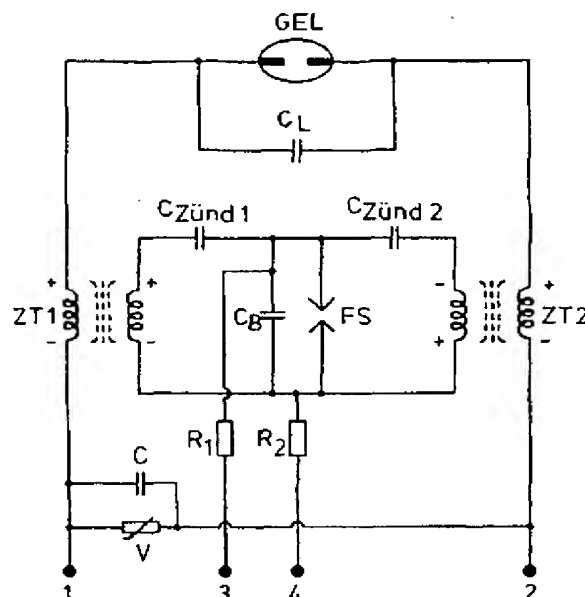 GEL
C_L
C_Zünd 1
C_Zünd 2
+ + - +
ZT1
C_B
FS
ZT2
- - + -
R_1
R_2
C
V
1 3 4 2